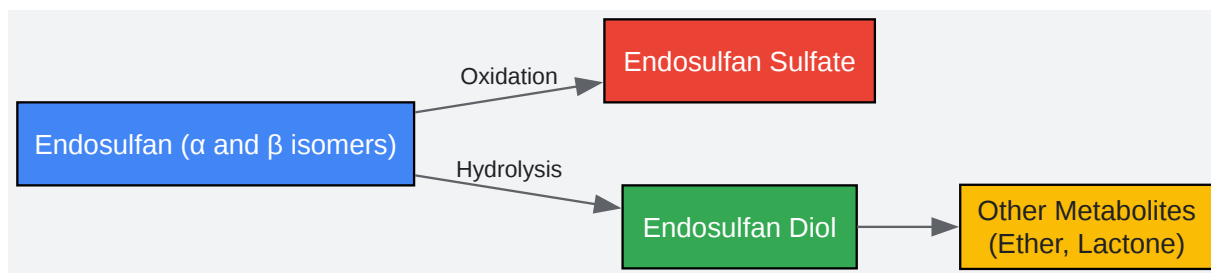 Endosulfan Sulfate
Oxidation
Endosulfan (α and β isomers)
Hydrolysis
Endosulfan Diol
Other Metabolites
(Ether, Lactone)